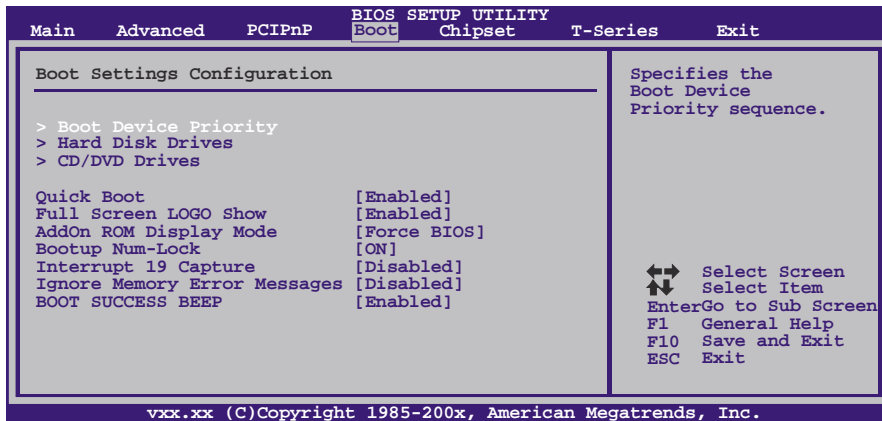 BIOS SETUP UTILITY
Main Advanced PCIPnP Boot Chipset T-Series Exit
Boot Settings Configuration
> Boot Device Priority
> Hard Disk Drives
> CD/DVD Drives
Quick Boot [Enabled]
Full Screen LOGO Show [Enabled]
AddOn ROM Display Mode [Force BIOS]
Bootup Num-Lock [ON]
Interrupt 19 Capture [Disabled]
Ignore Memory Error Messages [Disabled]
BOOT SUCCESS BEEP [Enabled]
Specifies the
Boot Device
Priority sequence.
Select Screen
Select Item
Enter Go to Sub Screen
F1 General Help
F10 Save and Exit
ESC Exit
vxx.xx (C)Copyright 1985-200x, American Megatrends, Inc.